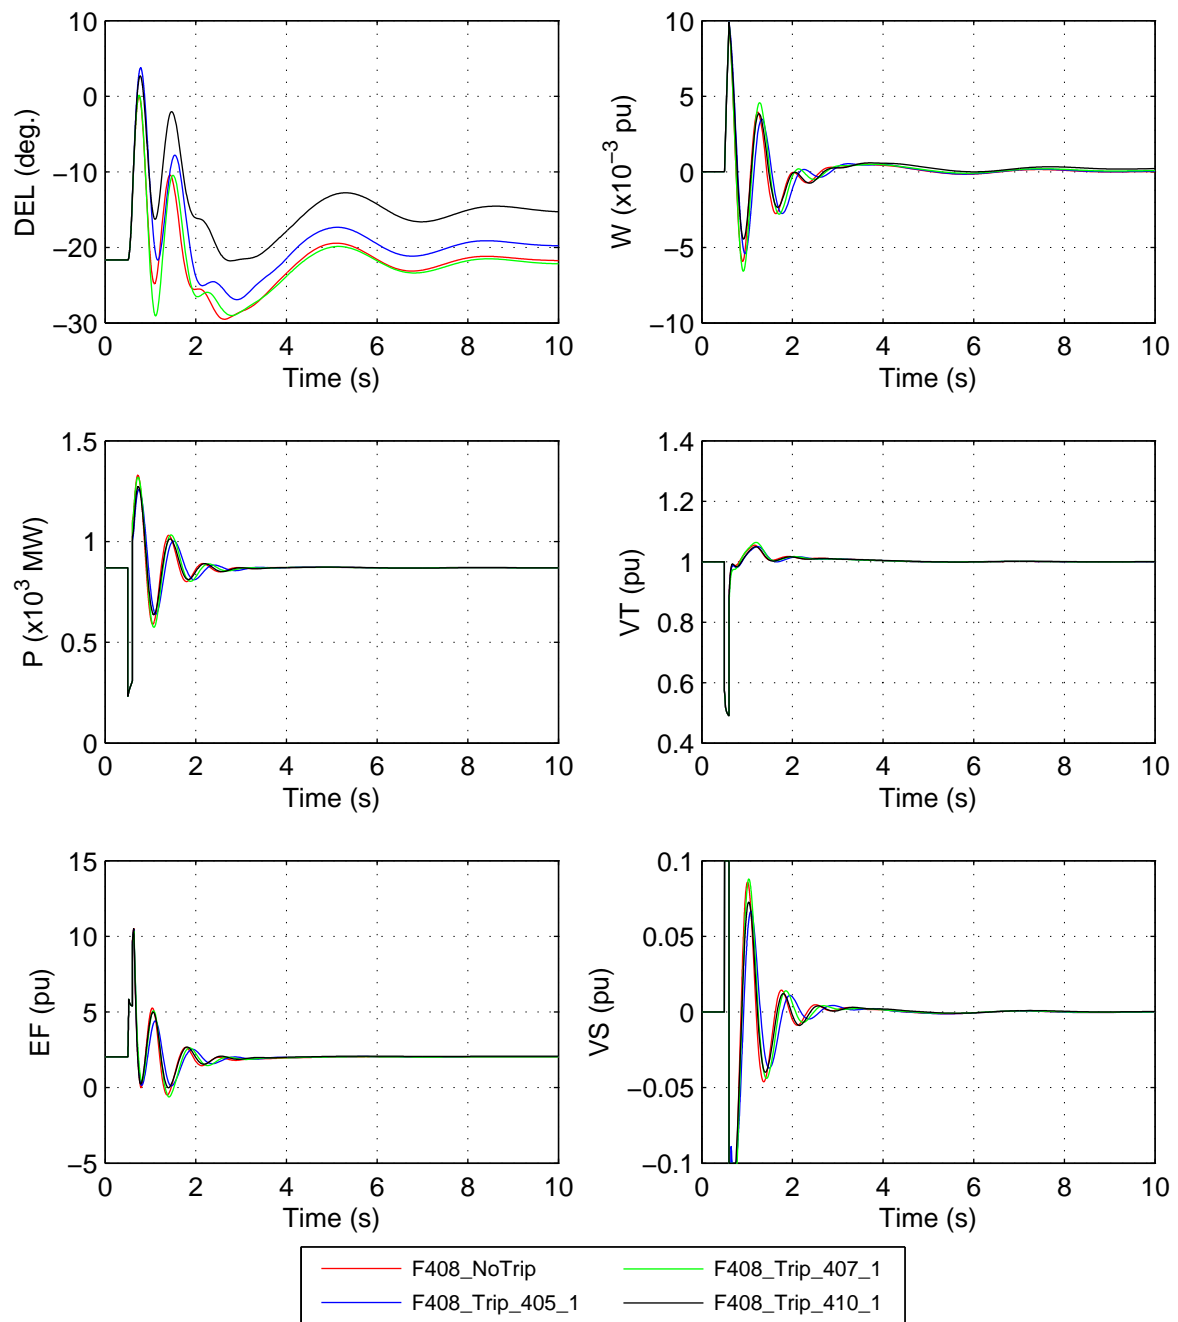 10
0
−10
−20
−30
0 2 4 6 8 10
DEL (deg.)
Time (s)
10
5
0
−5
−10
0 2 4 6 8 10
W (x10⁻³ pu)
Time (s)
1.5
1
0.5
0
0 2 4 6 8 10
P (x10³ MW)
Time (s)
1.4
1.2
1
0.8
0.6
0.4
0 2 4 6 8 10
VT (pu)
Time (s)
15
10
5
0
−5
0 2 4 6 8 10
EF (pu)
Time (s)
0.1
0.05
0
−0.05
−0.1
0 2 4 6 8 10
VS (pu)
Time (s)
F408_NoTrip
F408_Trip_405_1
F408_Trip_407_1
F408_Trip_410_1